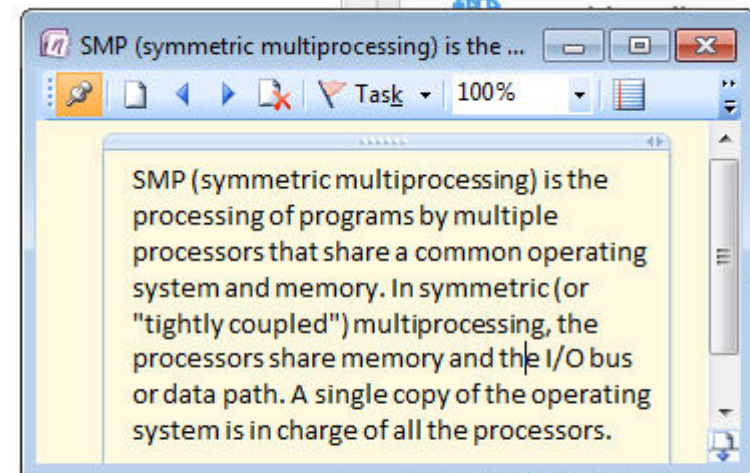 SMP (symmetric multiprocessing) is the ...
Task 100%
SMP (symmetric multiprocessing) is the
processing of programs by multiple
processors that share a common operating
system and memory. In symmetric (or
"tightly coupled") multiprocessing, the
processors share memory and the I/O bus
or data path. A single copy of the operating
system is in charge of all the processors.